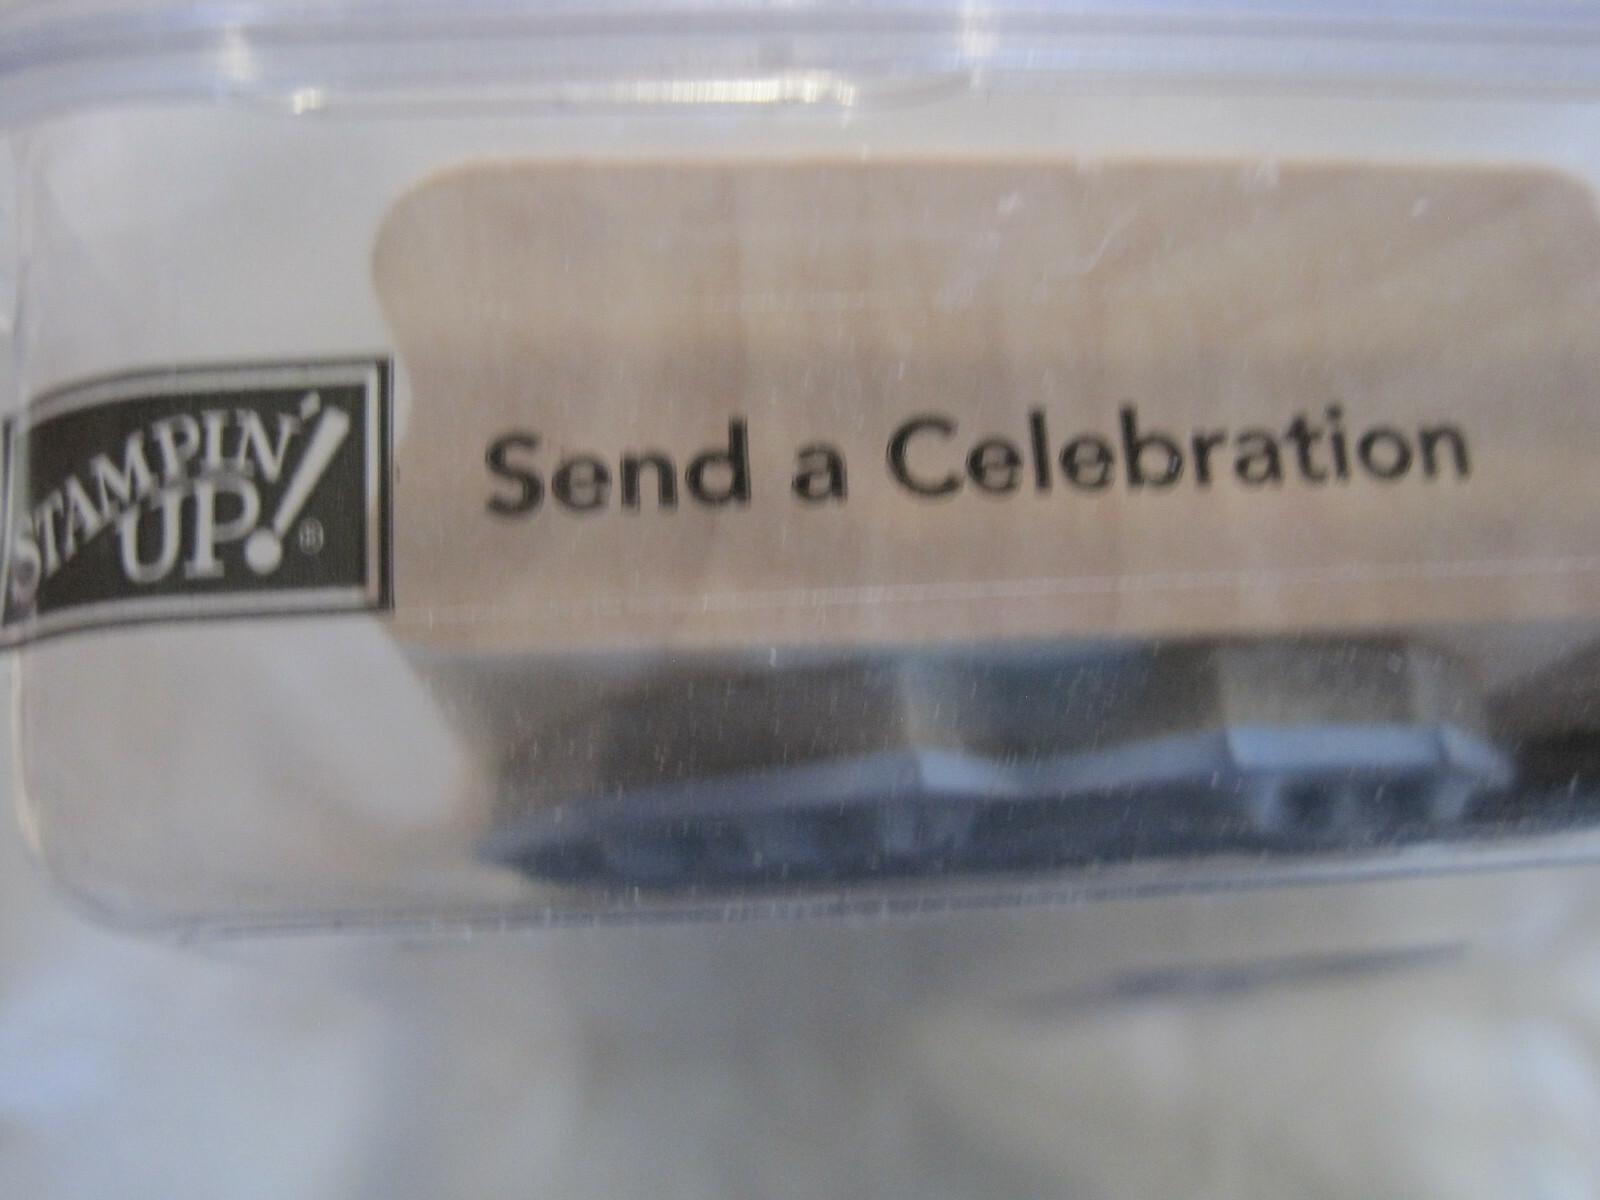 STAMPIN'
UP!®
Send a Celebration